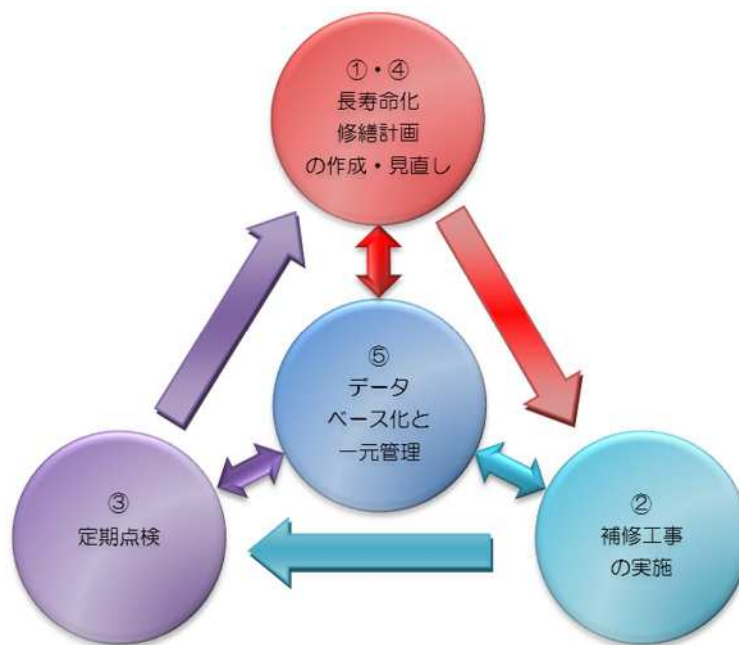 ①・④
長寿命化
修繕計画
の作成・見直し
⑤
データ
ベース化と
一元管理
③
定期点検
②
補修工事
の実施